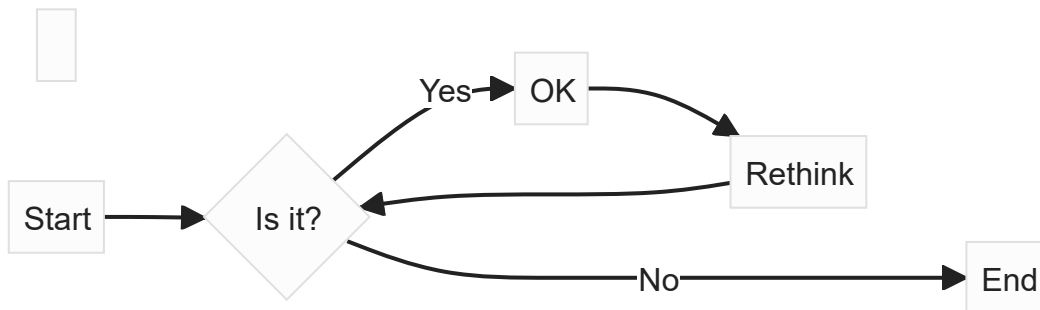 Start
Is it?
Yes
OK
Rethink
No
End